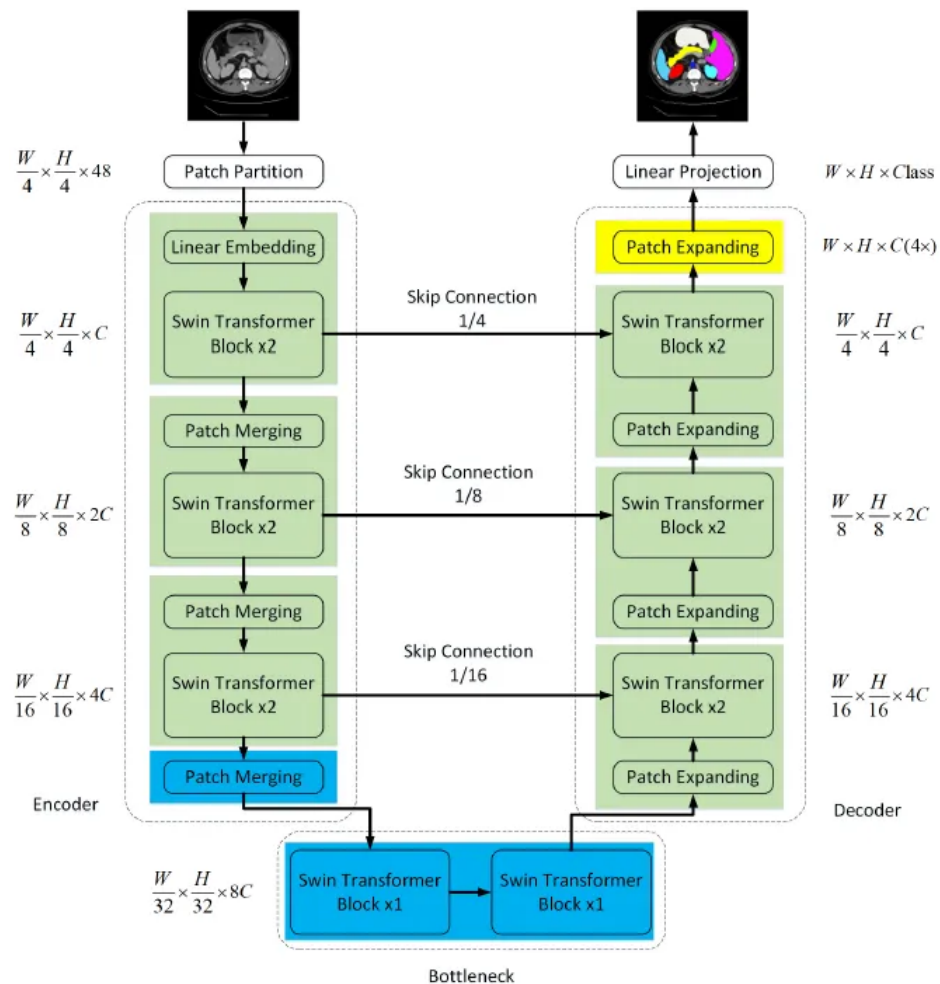 W/4 × H/4 × 48
Patch Partition
Linear Projection
W × H × Class
Linear Embedding
Patch Expanding
W × H × C(4×)
Skip Connection
1/4
W/4 × H/4 × C
Swin Transformer
Block x2
Swin Transformer
Block x2
W/4 × H/4 × C
Patch Merging
Patch Expanding
Skip Connection
1/8
W/8 × H/8 × 2C
Swin Transformer
Block x2
Swin Transformer
Block x2
W/8 × H/8 × 2C
Patch Merging
Patch Expanding
Skip Connection
1/16
W/16 × H/16 × 4C
Swin Transformer
Block x2
Swin Transformer
Block x2
W/16 × H/16 × 4C
Patch Merging
Patch Expanding
Encoder
Decoder
W/32 × H/32 × 8C
Swin Transformer
Block x1
Swin Transformer
Block x1
Bottleneck